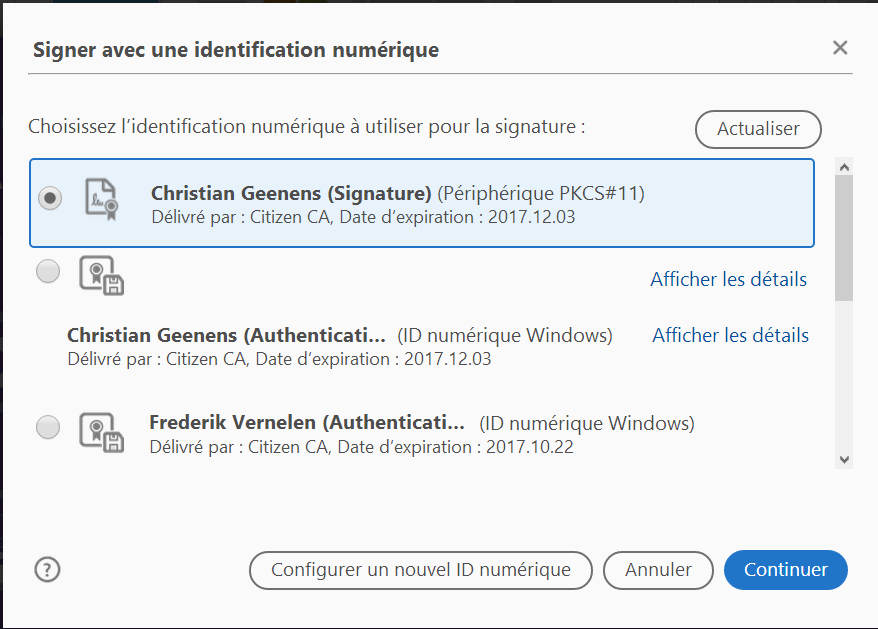 Signer avec une identification numérique
Choisissez l’identification numérique à utiliser pour la signature :
Actualiser
Christian Geenens (Signature) (Périphérique PKCS#11)
Délivré par : Citizen CA, Date d’expiration : 2017.12.03
Afficher les détails
Christian Geenens (Authenticati... (ID numérique Windows) Afficher les détails
Délivré par : Citizen CA, Date d’expiration : 2017.12.03
Frederik Vernelen (Authenticati... (ID numérique Windows)
Délivré par : Citizen CA, Date d’expiration : 2017.10.22
?
Configurer un nouvel ID numérique
Annuler
Continuer